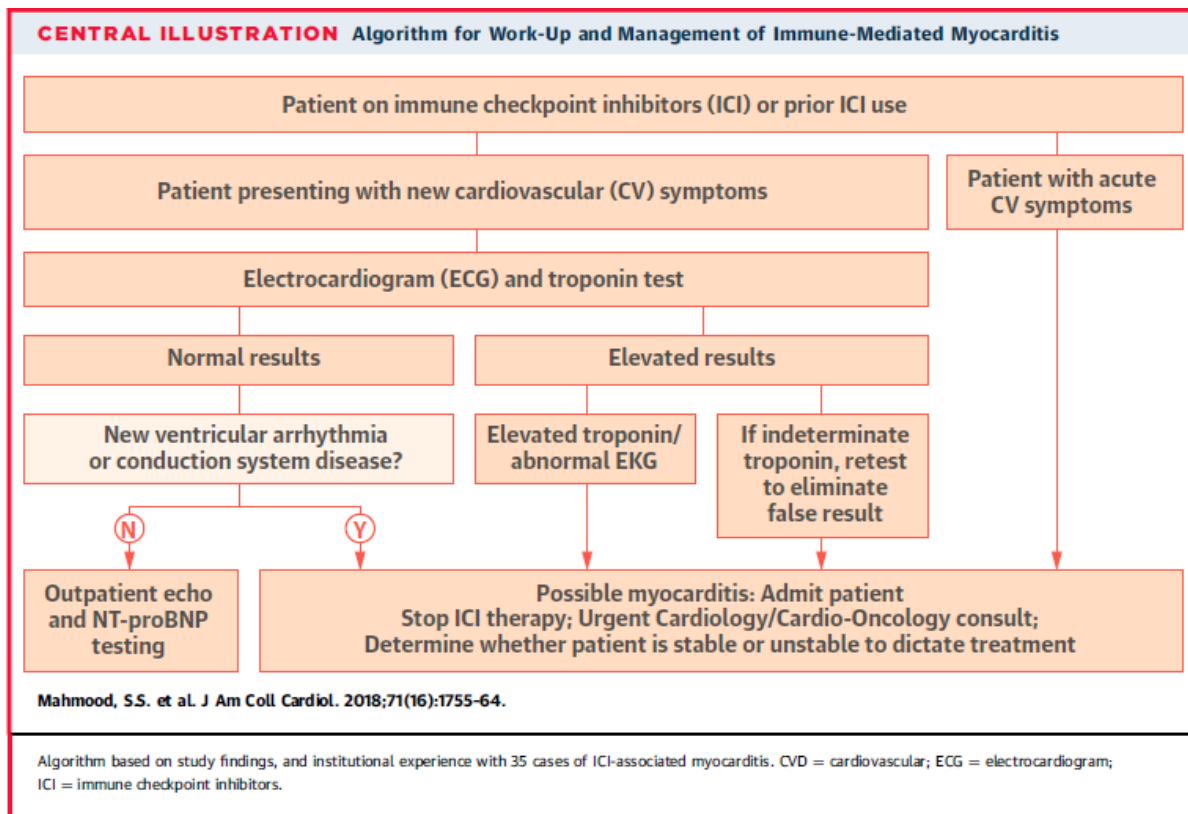 CENTRAL ILLUSTRATION Algorithm for Work-Up and Management of Immune-Mediated Myocarditis
Patient on immune checkpoint inhibitors (ICI) or prior ICI use
Patient presenting with new cardiovascular (CV) symptoms
Patient with acute
CV symptoms
Electrocardiogram (ECG) and troponin test
Normal results
Elevated results
New ventricular arrhythmia
or conduction system disease?
Elevated troponin/
abnormal EKG
If indeterminate
troponin, retest
to eliminate
false result
N
Y
Outpatient echo
and NT-proBNP
testing
Possible myocarditis: Admit patient
Stop ICI therapy; Urgent Cardiology/Cardio-Oncology consult;
Determine whether patient is stable or unstable to dictate treatment
Mahmood, S.S. et al. J Am Coll Cardiol. 2018;71(16):1755-64.
Algorithm based on study findings, and institutional experience with 35 cases of ICI-associated myocarditis. CVD = cardiovascular; ECG = electrocardiogram;
ICI = immune checkpoint inhibitors.